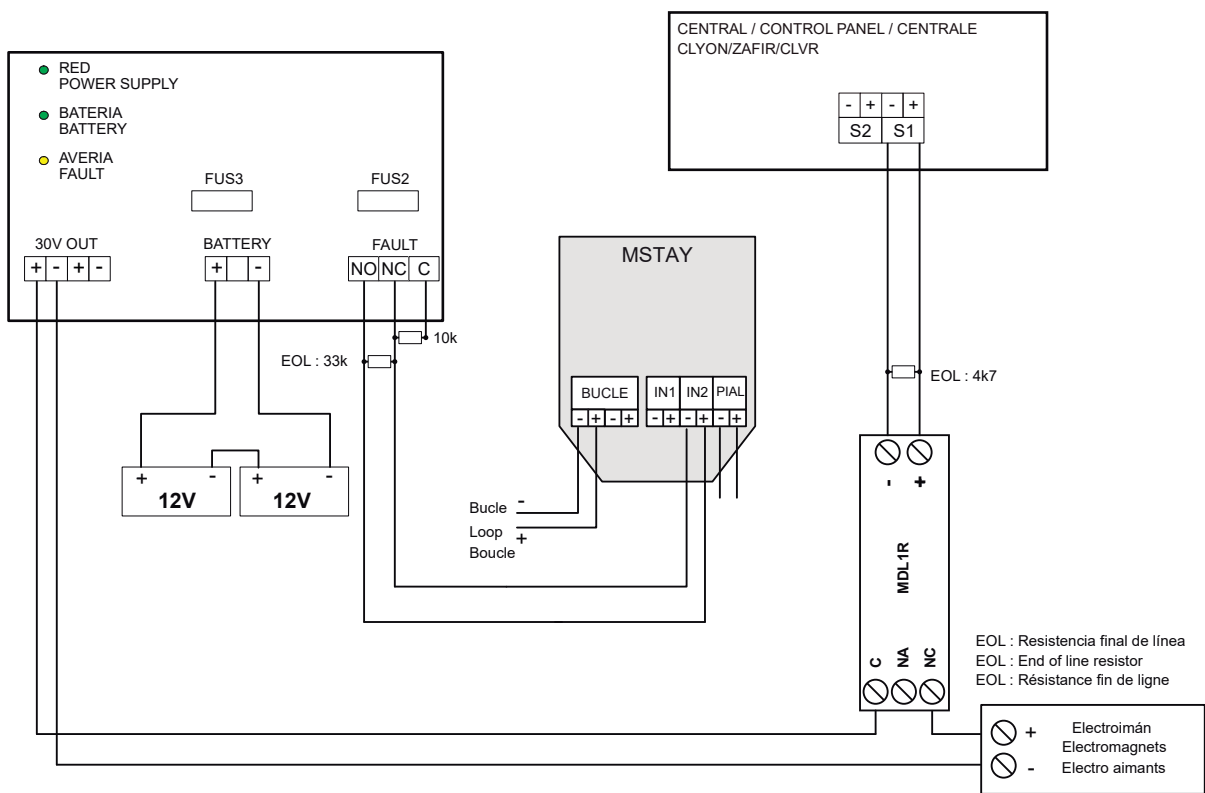 CENTRAL / CONTROL PANEL / CENTRALE
CLYON/ZAFIR/CLVR
- + - +
S2 S1
RED
POWER SUPPLY
BATERIA
BATTERY
AVERIA
FAULT
FUS3
FUS2
30V OUT
+ - + -
BATTERY
+ -
FAULT
NO NC C
10k
EOL : 33k
+ - 
12V
+ -
12V
MSTAY
BUCLE
- + - +
IN1 IN2 PIAL
- + - + - +
Bucle -
Loop
+
Boucle
EOL : 4k7
- +
MDL1R
C NA NC
EOL : Resistencia final de línea
EOL : End of line resistor
EOL : Résistance fin de ligne
+ Electroimán
Electromagnets
- Electro aimants